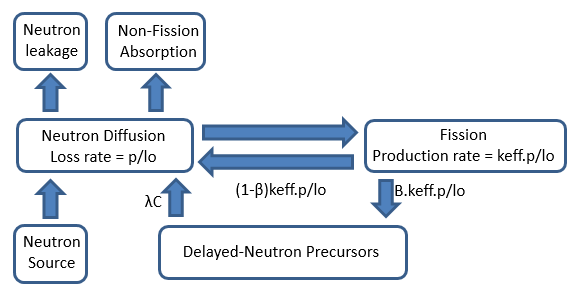 Neutron
leakage
Non-Fission
Absorption
Neutron Diffusion
Loss rate = p/lo
Fission
Production rate = keff.p/lo
(1-β)keff.p/lo
λC
B.keff.p/lo
Neutron
Source
Delayed-Neutron Precursors